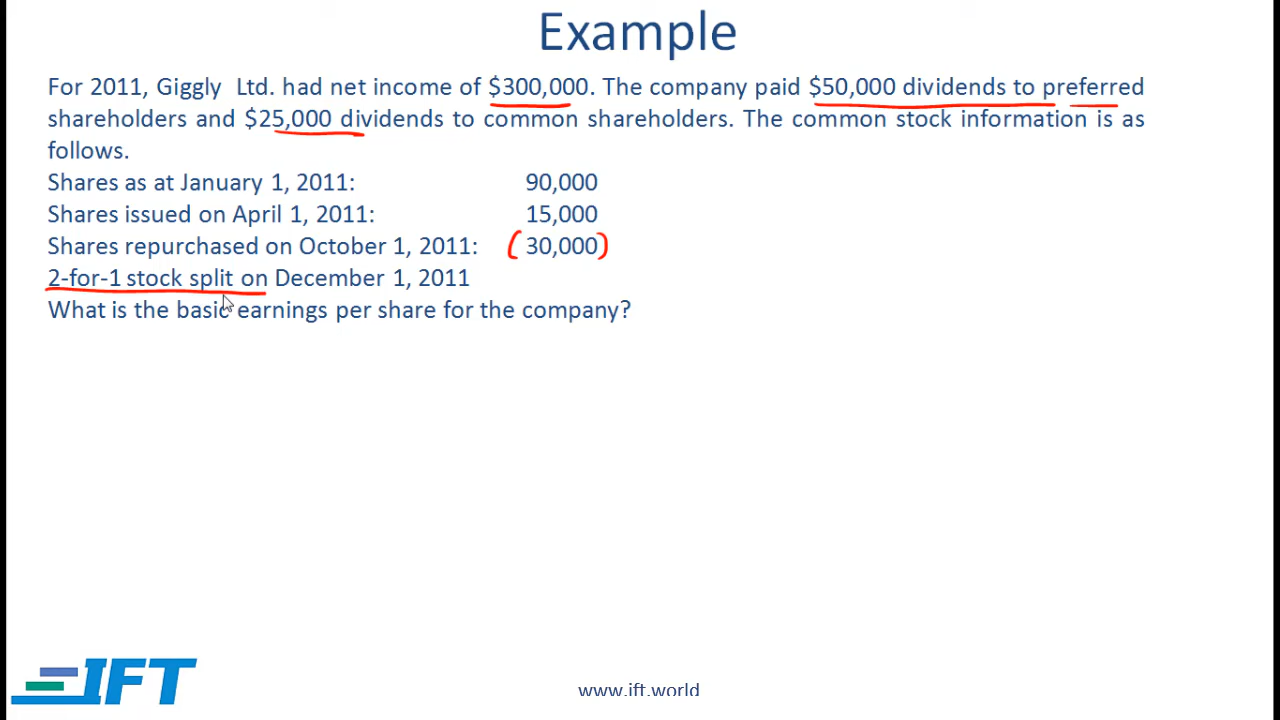 Example
For 2011, Giggly Ltd. had net income of $300,000. The company paid $50,000 dividends to preferred
shareholders and $25,000 dividends to common shareholders. The common stock information is as
follows.
Shares as at January 1, 2011: 90,000
Shares issued on April 1, 2011: 15,000
Shares repurchased on October 1, 2011: (30,000)
2-for-1 stock split on December 1, 2011
What is the basic earnings per share for the company?
IFT
www.ift.world